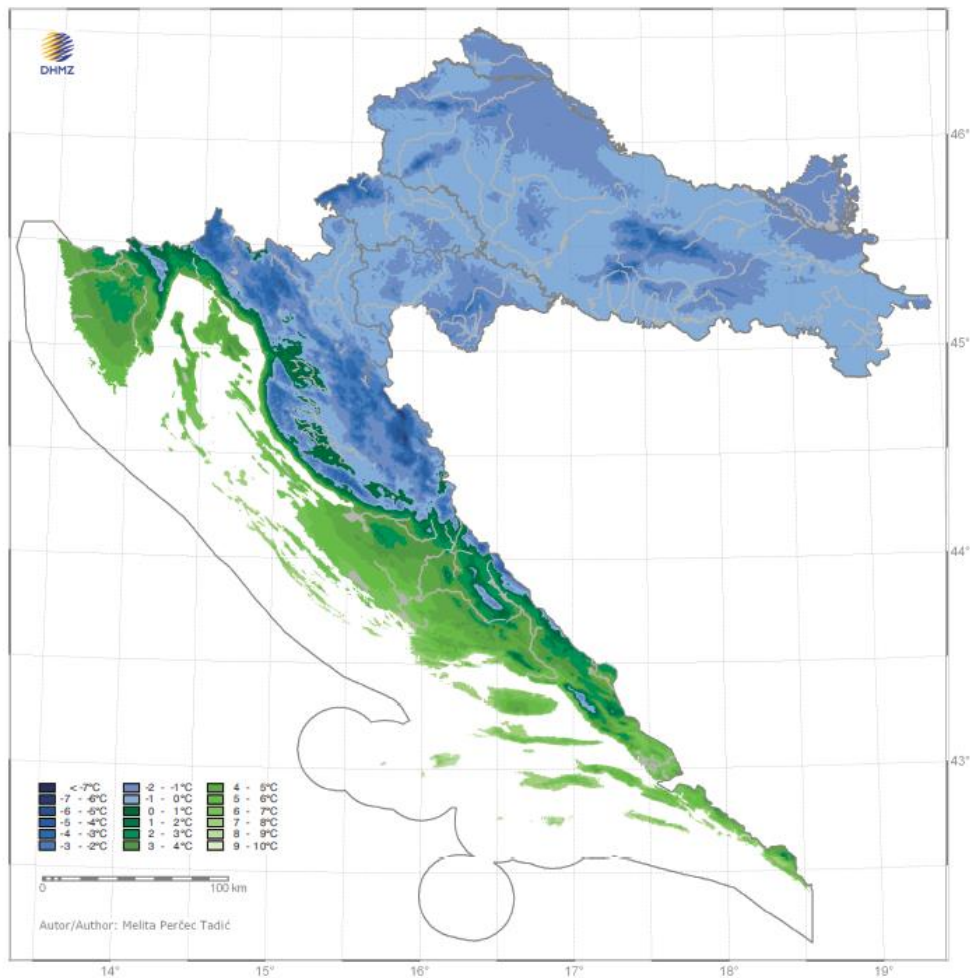 DHMZ
46°
45°
44°
43°
< -7°C
-7 - -6°C
-6 - -5°C
-5 - -4°C
-4 - -3°C
-3 - -2°C
-2 - -1°C
-1 - 0°C
0 - 1°C
1 - 2°C
2 - 3°C
3 - 4°C
4 - 5°C
5 - 6°C
6 - 7°C
7 - 8°C
8 - 9°C
9 - 10°C
0 100 km
Autor/Author: Melita Perčec Tadić
14° 15° 16° 17° 18° 19°